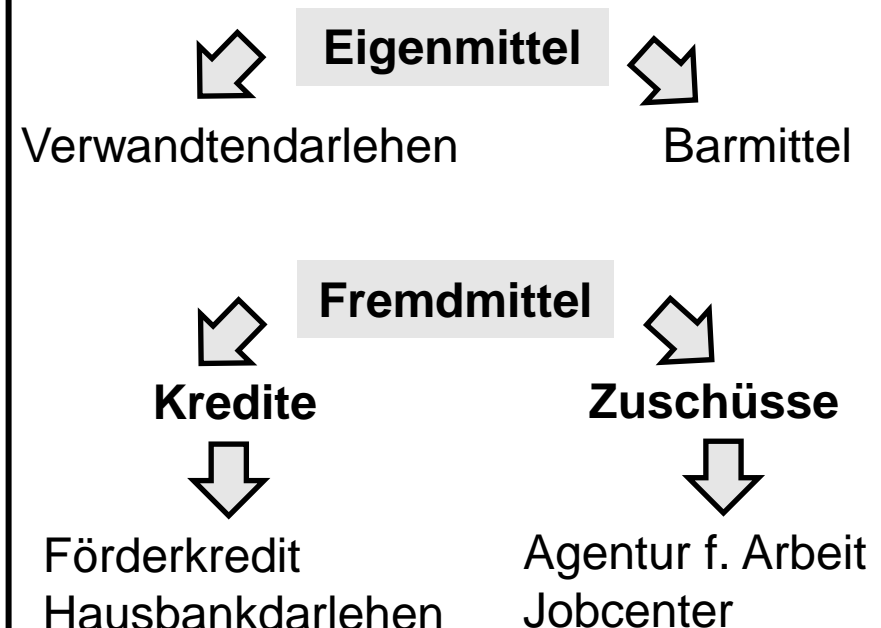 Eigenmittel
Verwandtendarlehen Barmittel
Fremdmittel
Kredite Zuschüsse
Förderkredit Agentur f. Arbeit
Hausbankdarlehen Jobcenter